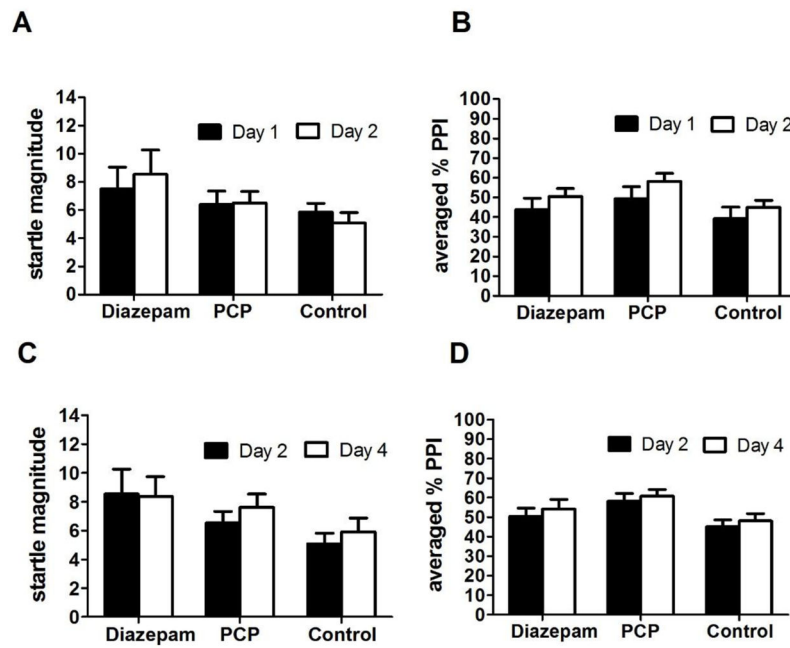 A
startle magnitude
14
12
10
8
6
4
2
0
Day 1 Day 2
Diazepam PCP Control
B
averaged % PPI
100
90
80
70
60
50
40
30
20
10
0
Day 1 Day 2
Diazepam PCP Control
C
startle magnitude
14
12
10
8
6
4
2
0
Day 2 Day 4
Diazepam PCP Control
D
averaged % PPI
100
90
80
70
60
50
40
30
20
10
0
Day 2 Day 4
Diazepam PCP Control